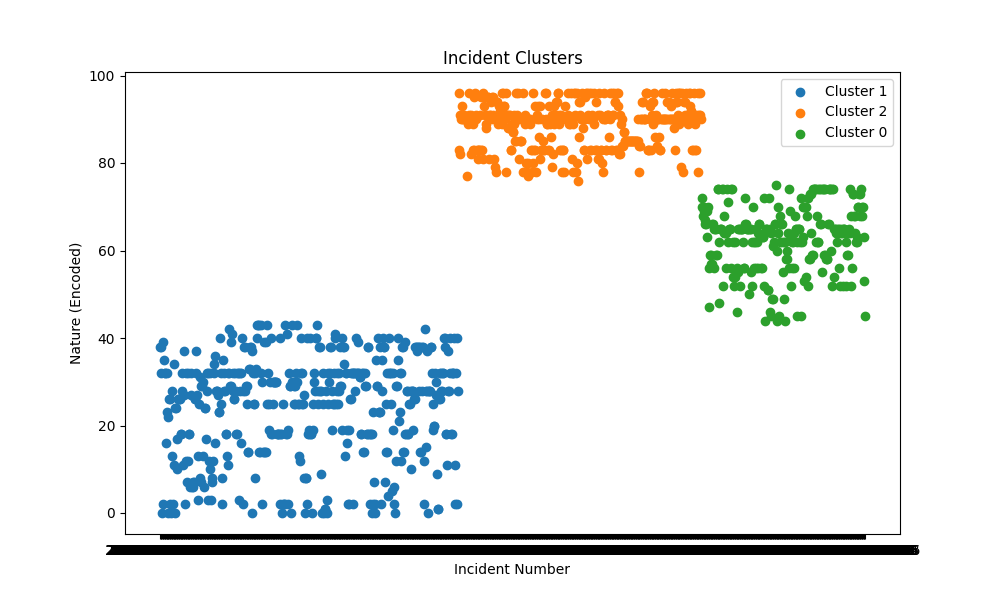 Incident Clusters
Nature (Encoded)
100
80
60
40
20
0
Cluster 1
Cluster 2
Cluster 0
Incident Number